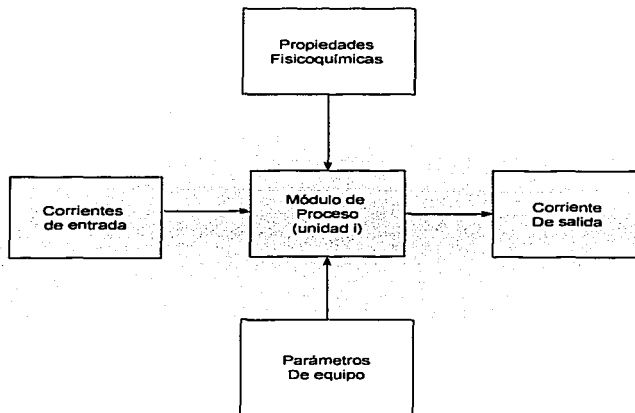 Propiedades
Fisicoquímicas
Corrientes
de entrada
Módulo de
Proceso
(unidad i)
Corriente
De salida
Parámetros
De equipo